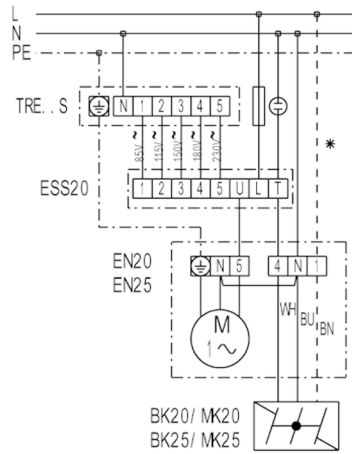 L
N
PE
TRE. . S
N 1 2 3 4 5
~ ~ ~ ~ ~
85V 115V 150V 180V 230V
*
ESS20
1 2 3 4 5 U L T
EN20
EN25
N 5 4 N 1
WH BU BN
M
1 ~
BK20/ MK20
BK25/ MK25